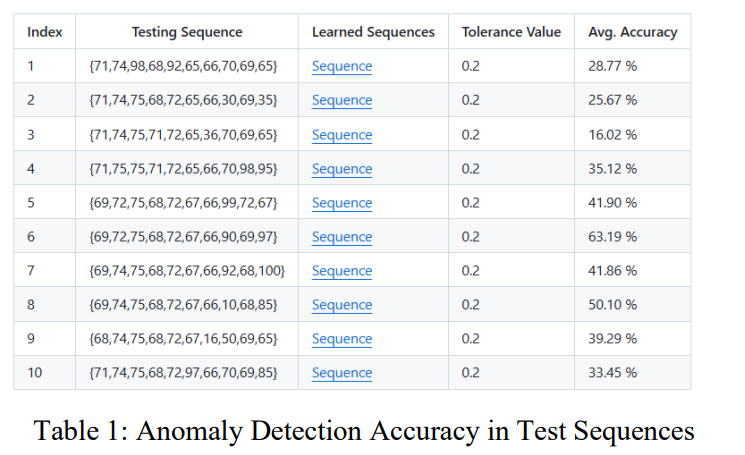 Index Testing Sequence Learned Sequences Tolerance Value Avg. Accuracy
1 {71,74,98,68,92,65,66,70,69,65} Sequence 0.2 28.77 %
2 {71,74,75,68,72,65,66,30,69,35} Sequence 0.2 25.67 %
3 {71,74,75,71,72,65,36,70,69,65} Sequence 0.2 16.02 %
4 {71,75,75,71,72,65,66,70,98,95} Sequence 0.2 35.12 %
5 {69,72,75,68,72,67,66,99,72,67} Sequence 0.2 41.90 %
6 {69,72,75,68,72,67,66,90,69,97} Sequence 0.2 63.19 %
7 {69,74,75,68,72,67,66,92,68,100} Sequence 0.2 41.86 %
8 {69,74,75,68,72,67,66,10,68,85} Sequence 0.2 50.10 %
9 {68,74,75,68,72,67,16,50,69,65} Sequence 0.2 39.29 %
10 {71,74,75,68,72,97,66,70,69,85} Sequence 0.2 33.45 %
Table 1: Anomaly Detection Accuracy in Test Sequences